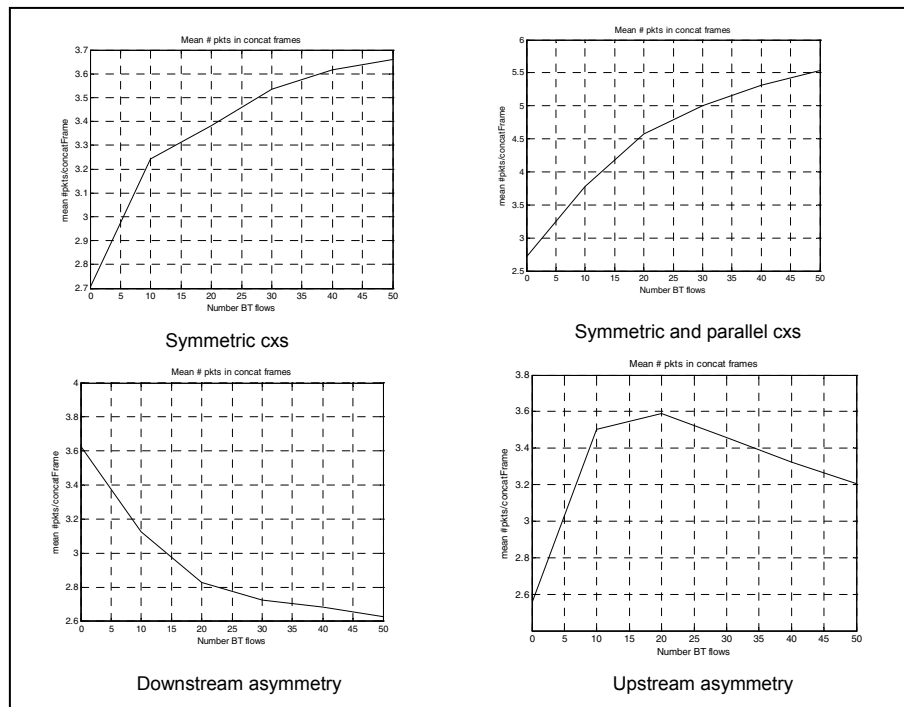 Mean # pkts in concat frames
mean #pkts/concatFrame
3.7
3.6
3.5
3.4
3.3
3.2
3.1
3
2.9
2.8
2.7
0 5 10 15 20 25 30 35 40 45 50
Number BT flows
Symmetric cxs
Mean # pkts in concat frames
mean #pkts/concatFrame
6
5.5
5
4.5
4
3.5
3
2.5
0 5 10 15 20 25 30 35 40 45 50
Number BT flows
Symmetric and parallel cxs
Mean # pkts in concat frames
mean #pkts/concatFrame
4
3.8
3.6
3.4
3.2
3
2.8
2.6
0 5 10 15 20 25 30 35 40 45 50
Number BT flows
Downstream asymmetry
Mean # pkts in concat frames
mean #pkts/concatFrame
3.8
3.6
3.4
3.2
3
2.8
2.6
0 5 10 15 20 25 30 35 40 45 50
Number BT flows
Upstream asymmetry